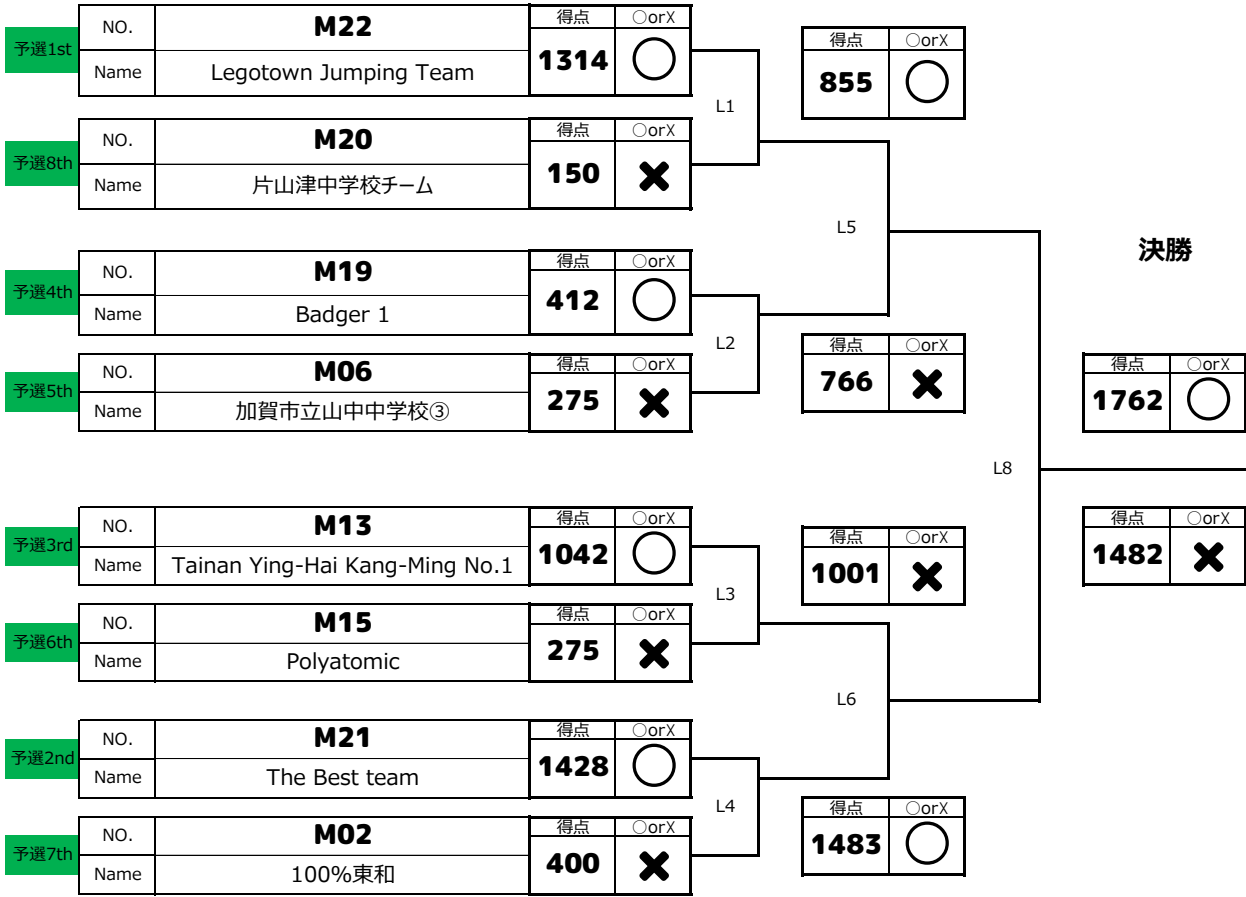 予選1st
NO.
M22
得点
○orX
Name
Legotown Jumping Team
1314
○
予選8th
NO.
M20
得点
○orX
Name
片山津中学校チーム
150
✖
L1
得点
○orX
855
○
予選4th
NO.
M19
得点
○orX
Name
Badger 1
412
○
予選5th
NO.
M06
得点
○orX
Name
加賀市立山中中学校③
275
✖
L2
得点
○orX
766
✖
L5
予選3rd
NO.
M13
得点
○orX
Name
Tainan Ying-Hai Kang-Ming No.1
1042
○
予選6th
NO.
M15
得点
○orX
Name
Polyatomic
275
✖
L3
得点
○orX
1001
✖
予選2nd
NO.
M21
得点
○orX
Name
The Best team
1428
○
予選7th
NO.
M02
得点
○orX
Name
100%東和
400
✖
L4
得点
○orX
1483
○
L6
L8
決勝
得点
○orX
1762
○
得点
○orX
1482
✖